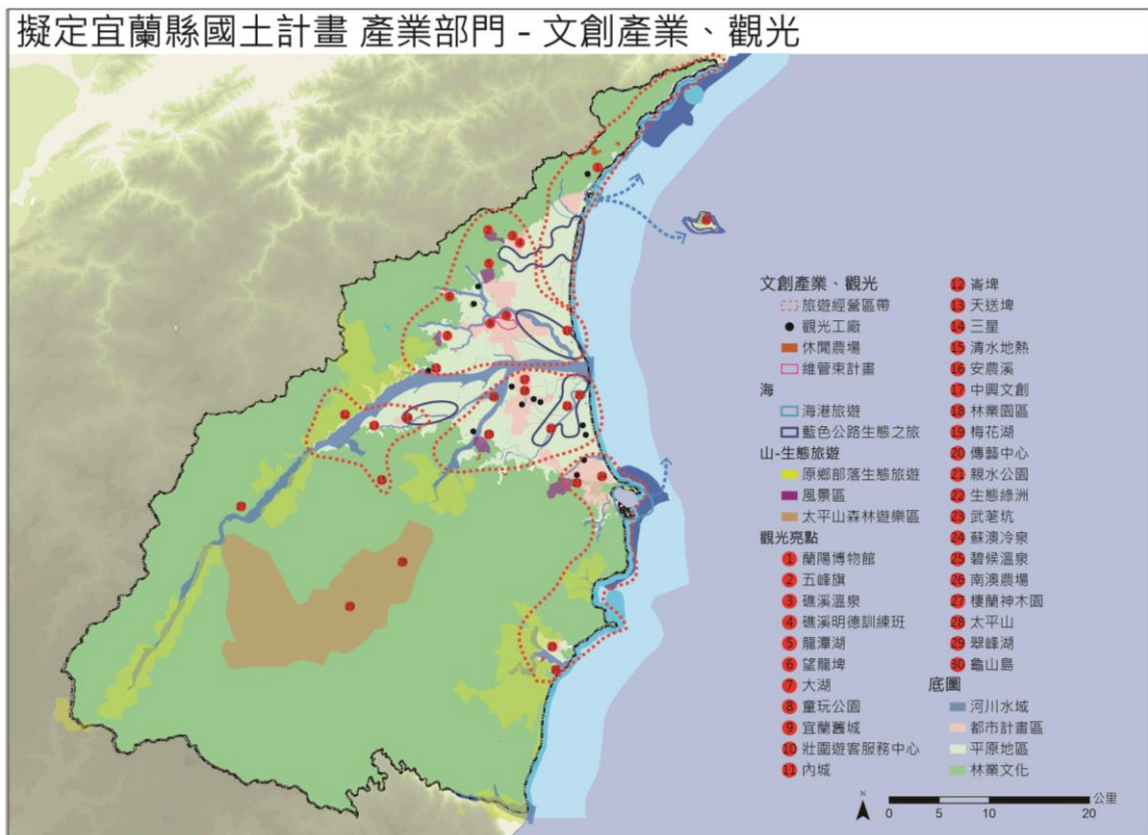 擬定宜蘭縣國土計畫 產業部門 - 文創產業、觀光
文創產業、觀光
旅遊經營區帶
觀光工廠
休閒農場
維管束計畫
海
海港旅遊
藍色公路生態之旅
山-生態旅遊
原鄉部落生態旅遊
風景區
太平山森林遊樂區
觀光亮點
1 蘭陽博物館
2 五峰旗
3 礁溪溫泉
4 礁溪明德訓練班
5 龍潭湖
6 望龍埤
7 大湖
8 童玩公園
9 宜蘭舊城
10 壯圍遊客服務中心
11 內城
12 崙埤
13 天送埤
14 三星
15 清水地熱
16 安農溪
17 中興文創
18 林業園區
19 梅花湖
20 傳藝中心
21 親水公園
22 生態綠洲
23 武荖坑
24 蘇澳冷泉
25 碧候溫泉
26 南澳農場
27 棲蘭神木園
28 太平山
29 翠峰湖
30 龜山島
底圖
河川水域
都市計畫區
平原地區
林業文化
N
公里
0 5 10 20